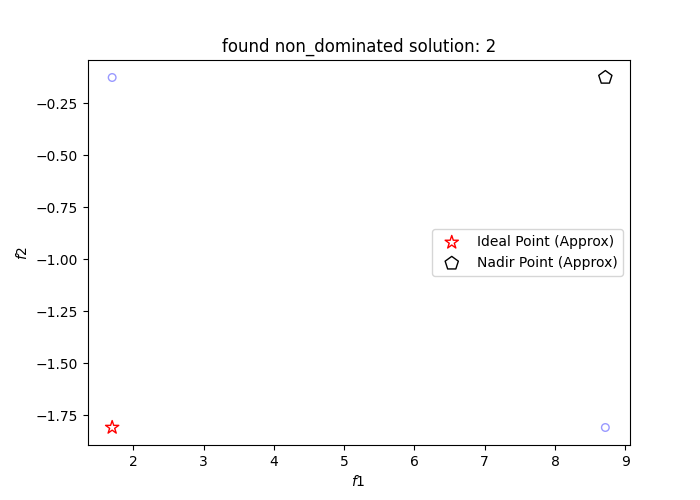 found non_dominated solution: 2
f2
−0.25
−0.50
−0.75
−1.00
−1.25
−1.50
−1.75
Ideal Point (Approx)
Nadir Point (Approx)
2 3 4 5 6 7 8 9
f1